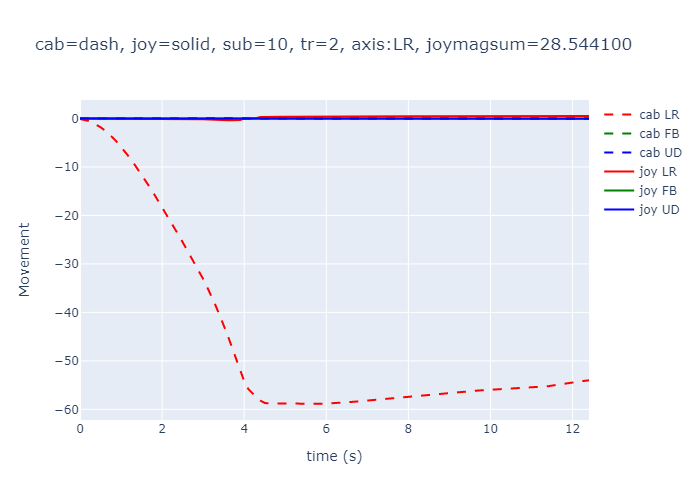 cab=dash, joy=solid, sub=10, tr=2, axis:LR, joymagsum=28.544100
0
−10
−20
−30
−40
−50
−60
Movement
0 2 4 6 8 10 12
time (s)
cab LR
cab FB
cab UD
joy LR
joy FB
joy UD